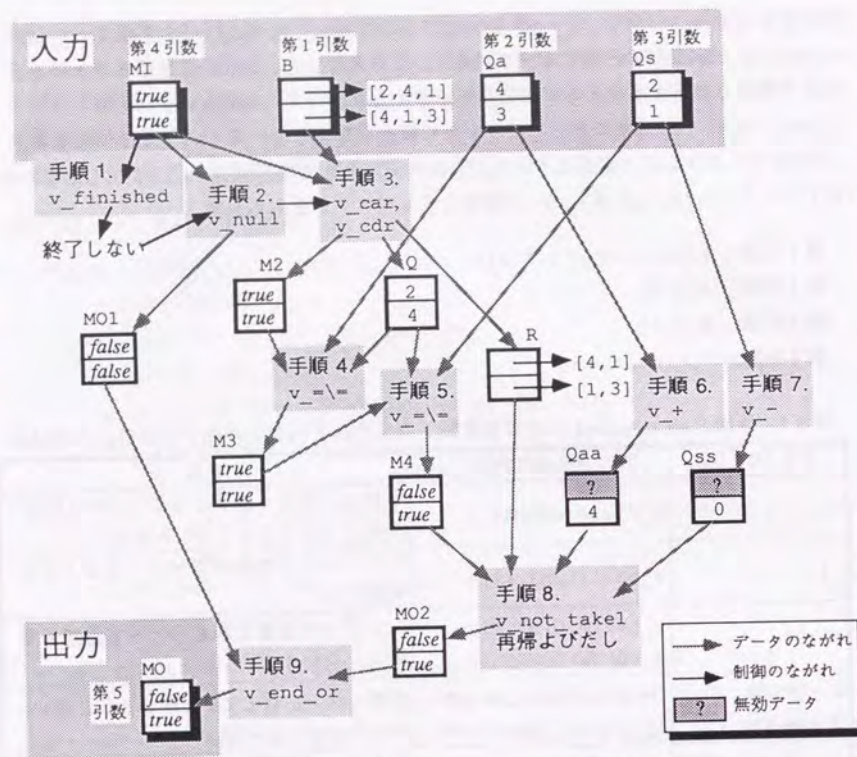 入力
第4引数
MI
true
true
第1引数
B
[2,4,1]
[4,1,3]
第2引数
Qa
4
3
第3引数
Qs
2
1
手順 1.
v_finished
終了しない
手順 2.
v_null
手順 3.
v_car,
v_cdr
M2
true
true
Q
2
4
MO1
false
false
手順 4.
v_=\=
手順 5.
v_=\=
R
[4,1]
[1,3]
手順 6.
v_+
手順 7.
v_-
M3
true
true
M4
false
true
Qaa
?
4
Qss
?
0
手順 8.
v_not_take1
再帰よびだし
MO2
false
true
手順 9.
v_end_or
出力
第5
引数
MO
false
true
データのながれ
制御のながれ
? 無効データ